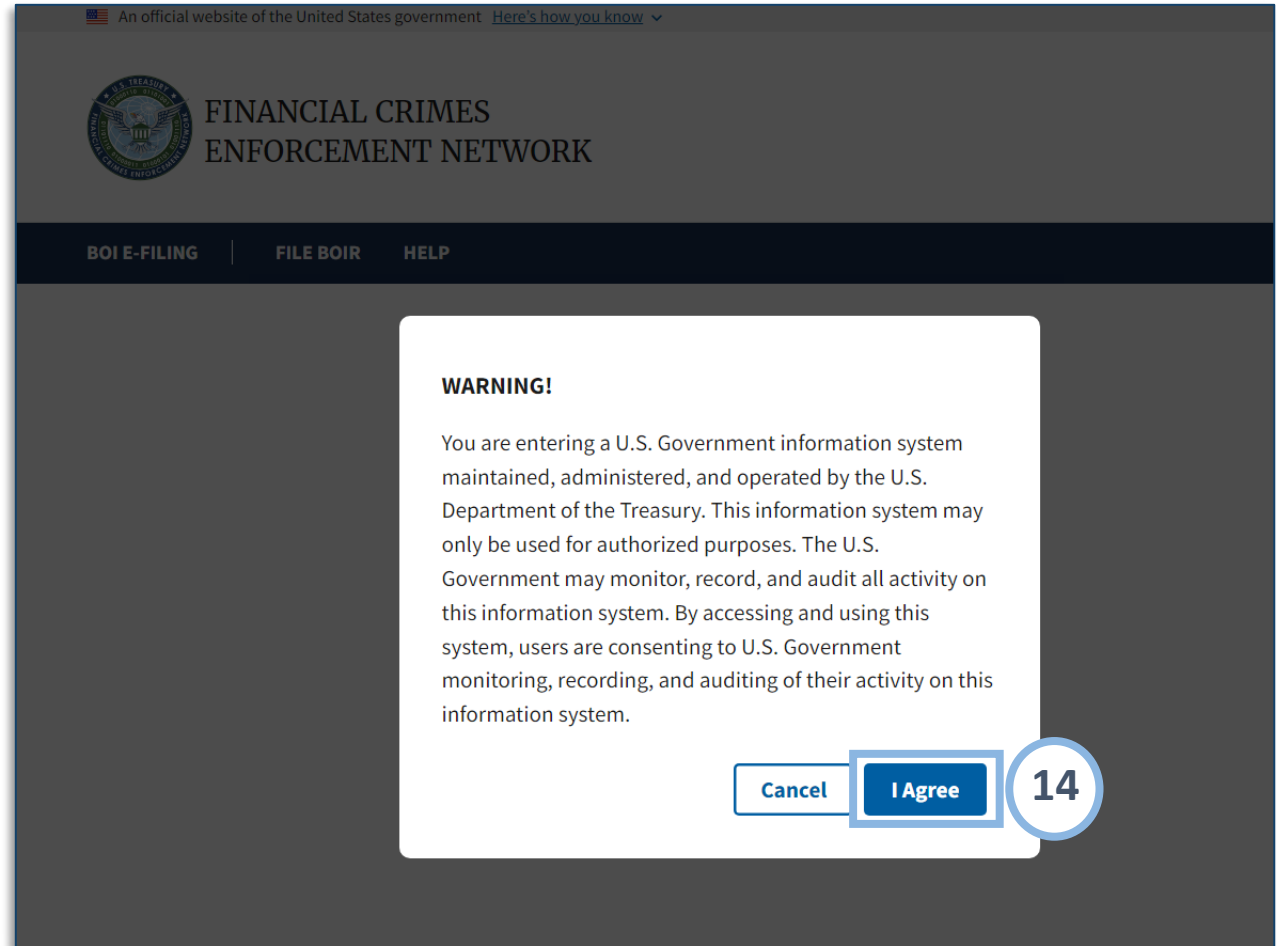 An official website of the United States government Here's how you know
FINANCIAL CRIMES
ENFORCEMENT NETWORK
BOI E-FILING
FILE BOIR
HELP
WARNING!
You are entering a U.S. Government information system
maintained, administered, and operated by the U.S.
Department of the Treasury. This information system may
only be used for authorized purposes. The U.S.
Government may monitor, record, and audit all activity on
this information system. By accessing and using this
system, users are consenting to U.S. Government
monitoring, recording, and auditing of their activity on this
information system.
Cancel
I Agree
14